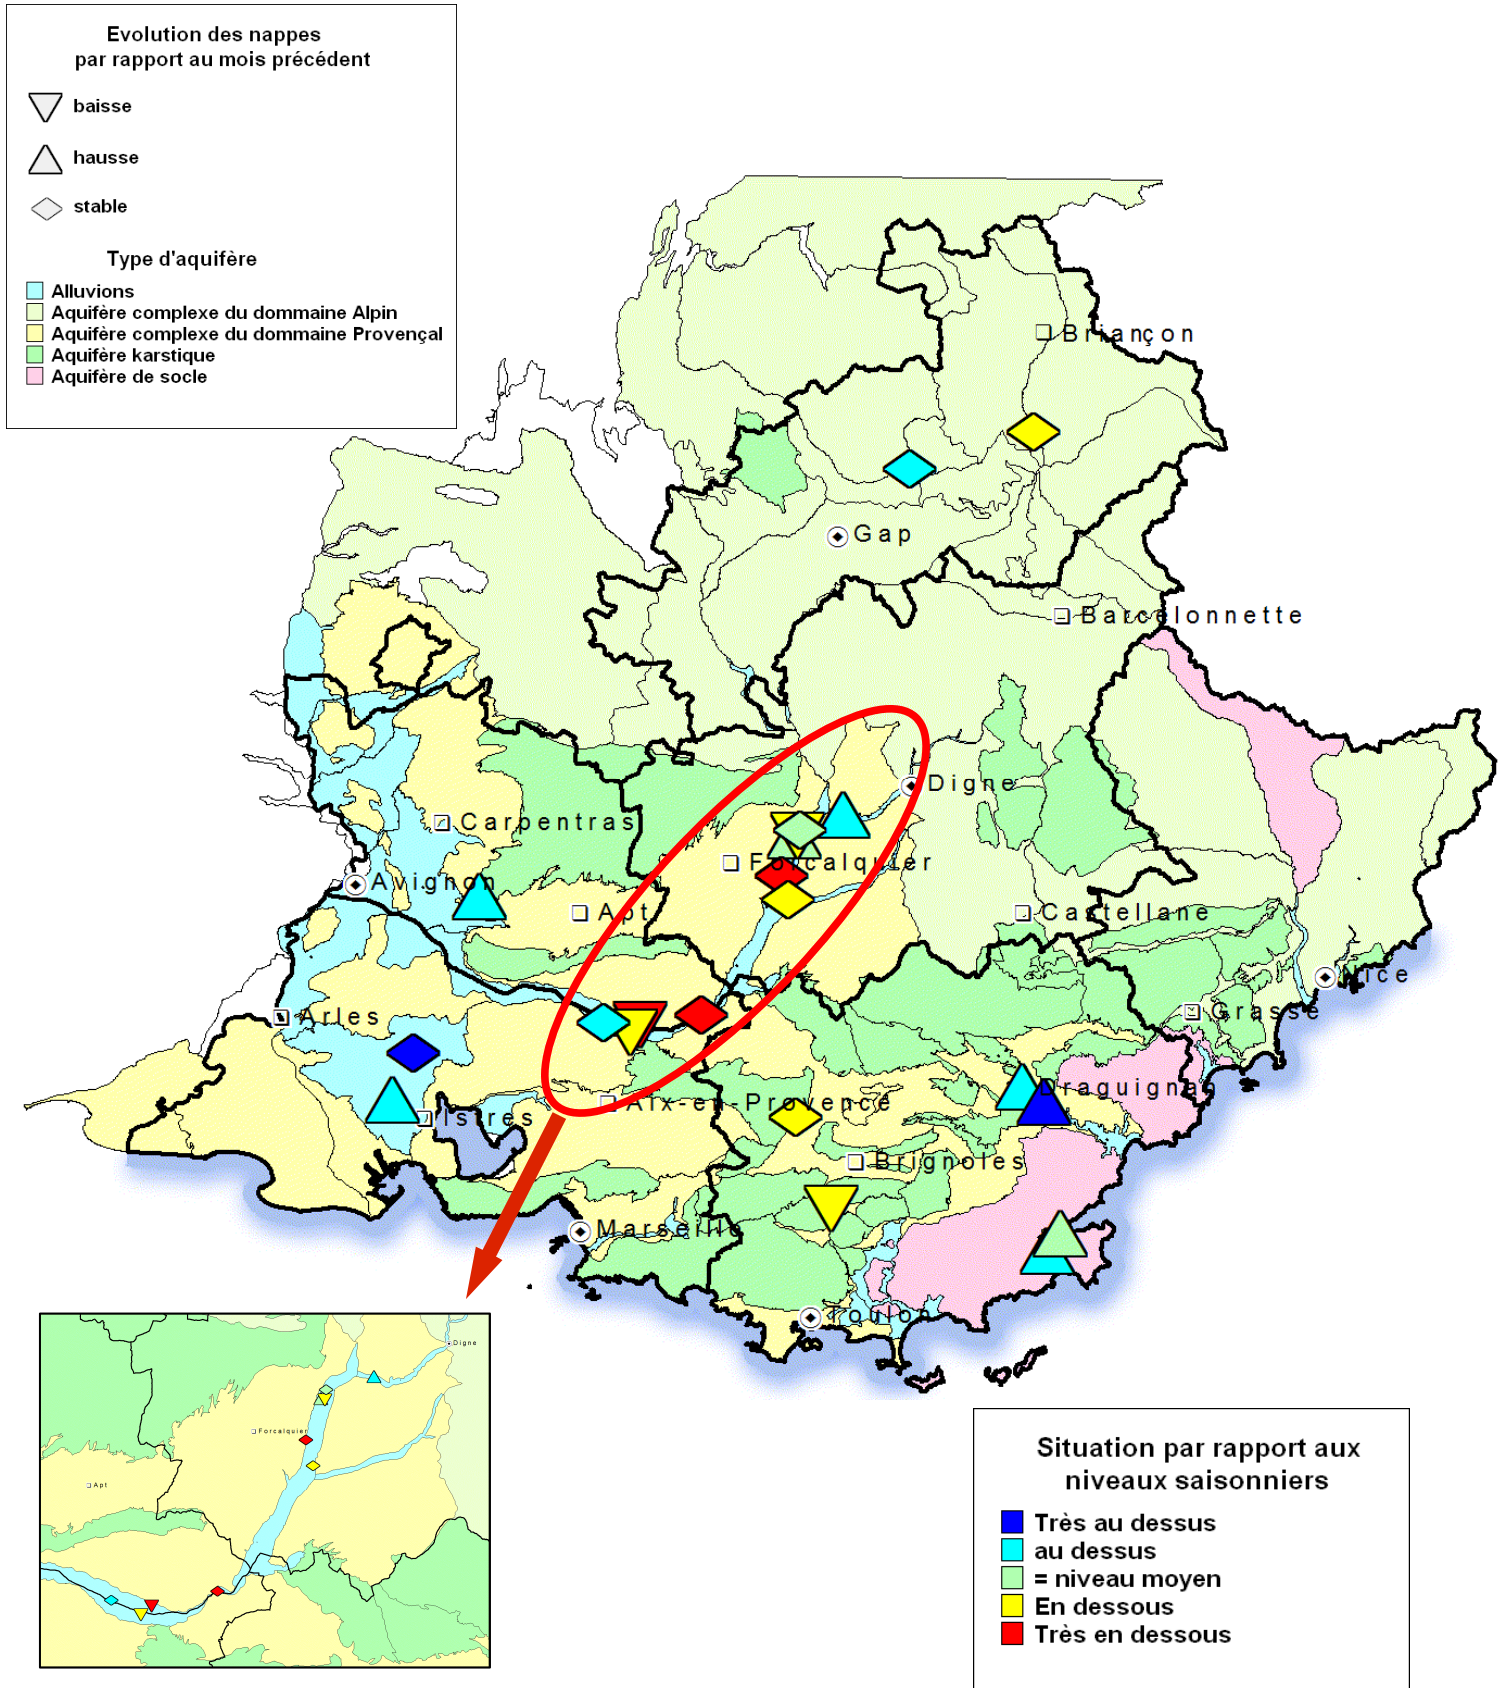 Evolution des nappes
par rapport au mois précédent
baisse
hausse
stable
Type d'aquifère
Alluvions
Aquifère complexe du dommaine Alpin
Aquifère complexe du dommaine Provençal
Aquifère karstique
Aquifère de socle
Briançon
Gap
Barcelonnette
Digne
Carpentras
Forcalquier
Avignon
Apt
Castellane
Nice
Arles
Grasse
Draguignan
Aix-en-Provence
Istres
Brignoles
Marseille
Toulon
Digne
Forcalquier
Apt
Situation par rapport aux
niveaux saisonniers
Très au dessus
au dessus
= niveau moyen
En dessous
Très en dessous